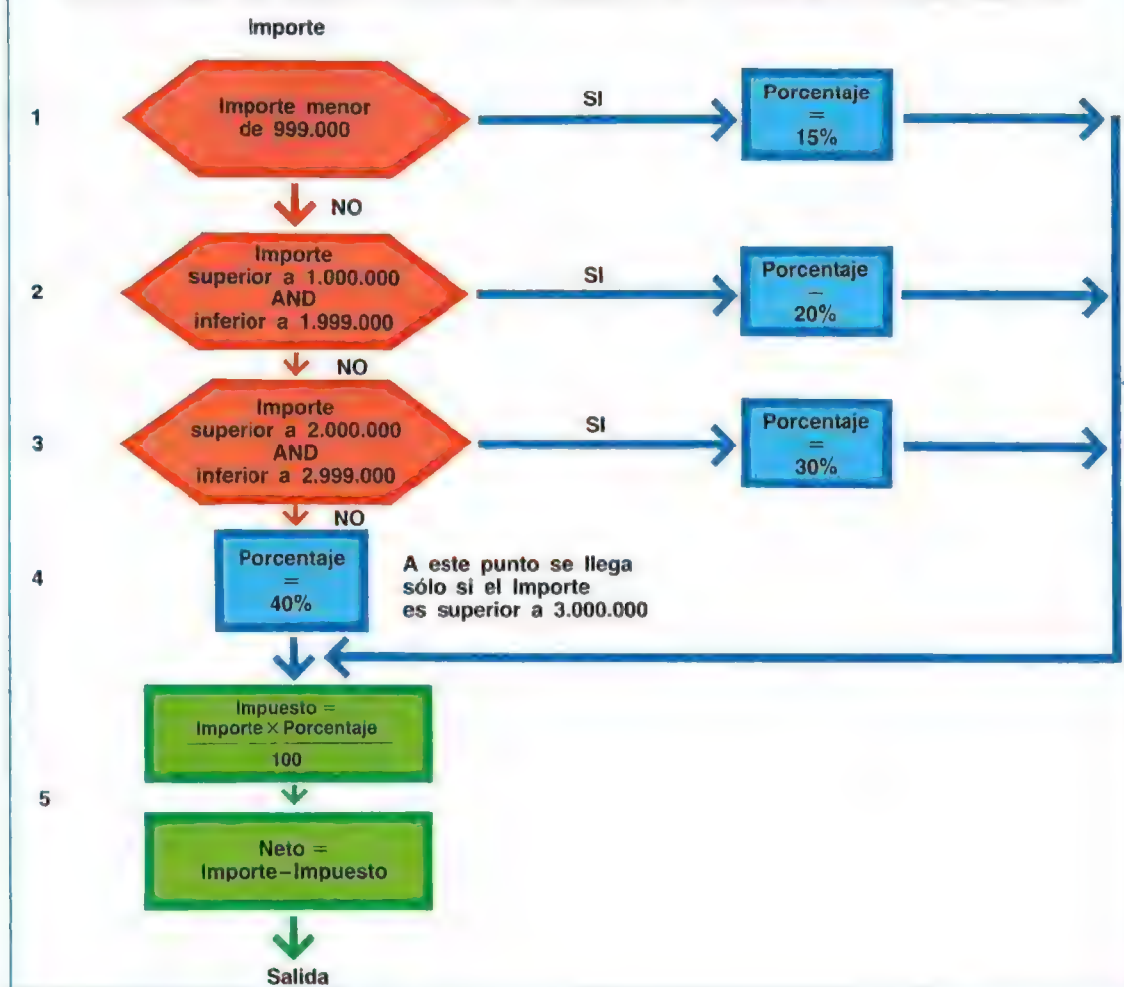 Importe
1
Importe menor
de 999.000
SI
Porcentaje
=
15%
NO
2
Importe
superior a 1.000.000
AND
inferior a 1.999.000
SI
Porcentaje
=
20%
NO
3
Importe
superior a 2.000.000
AND
inferior a 2.999.000
SI
Porcentaje
=
30%
NO
4
Porcentaje
=
40%
A este punto se llega
sólo si el Importe
es superior a 3.000.000
Impuesto =
Importe × Porcentaje
100
5
Neto =
Importe–Impuesto
Salida